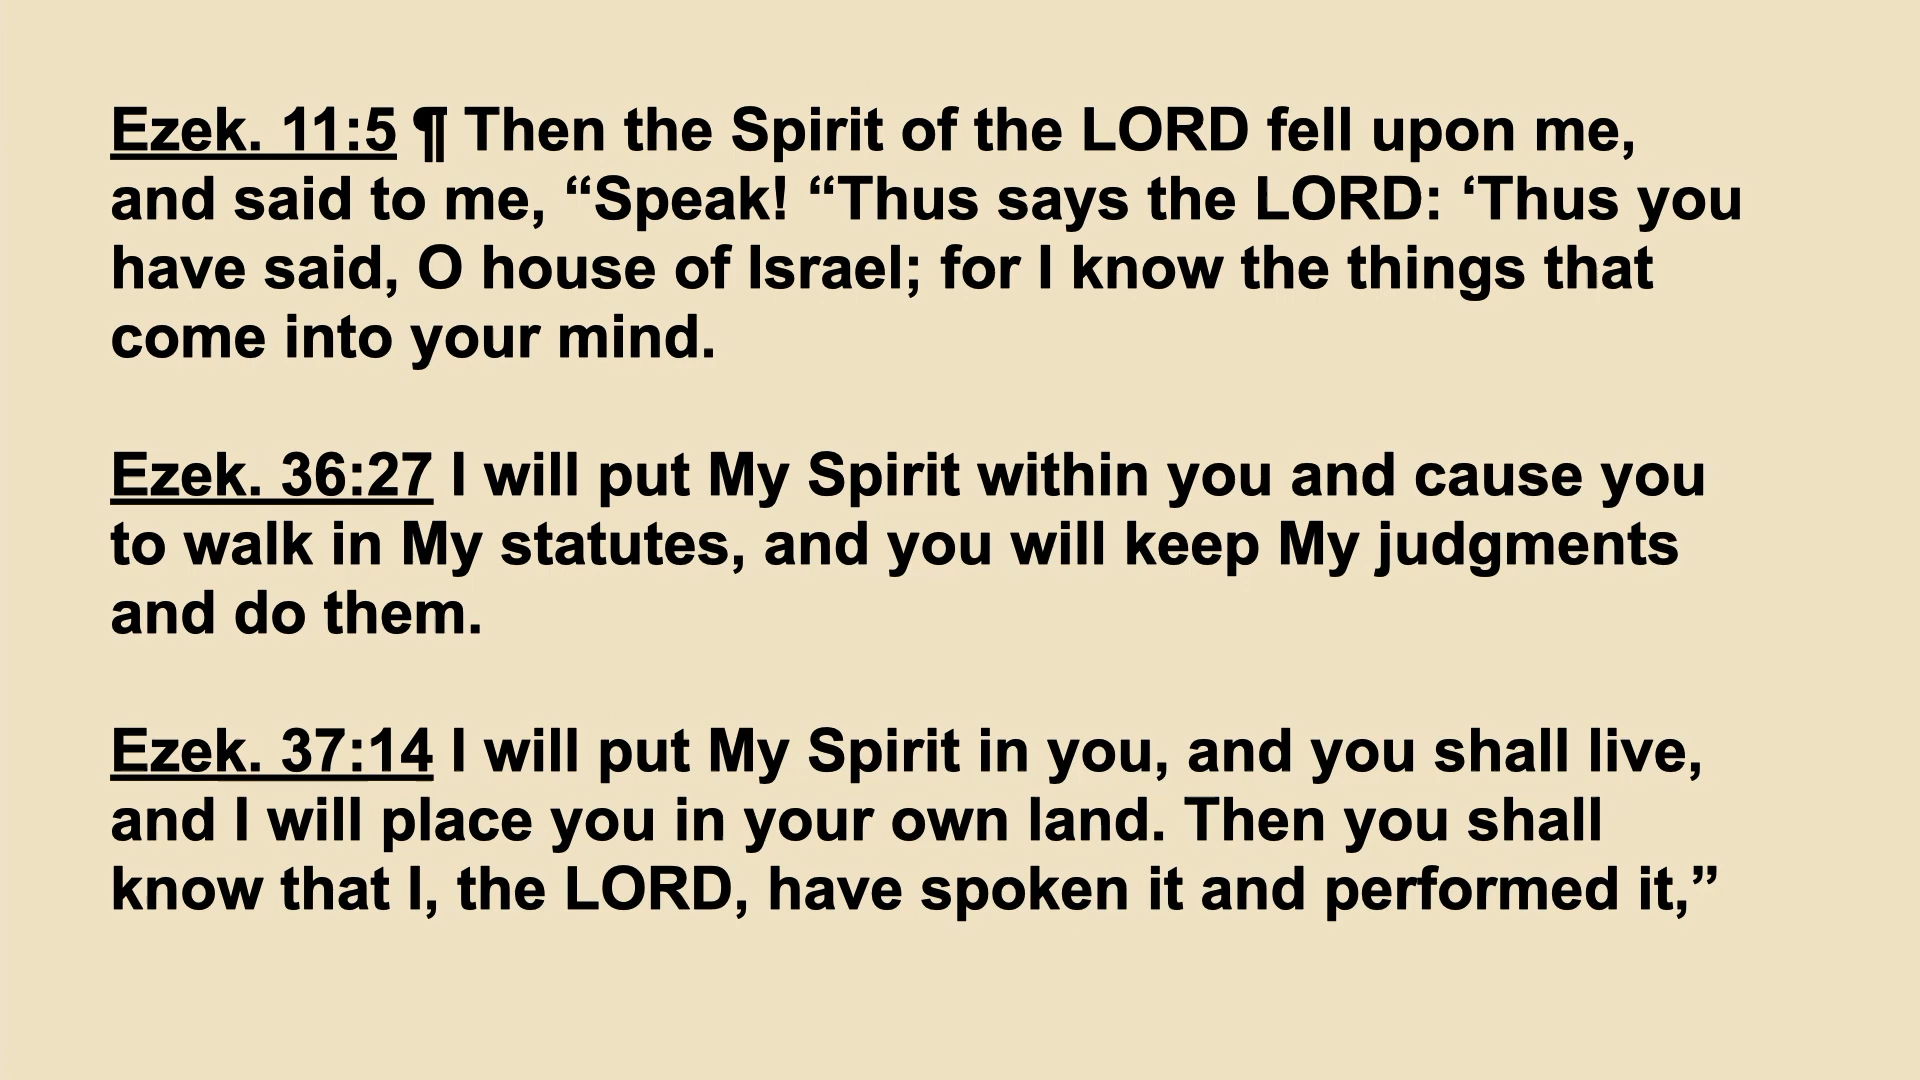 Ezek. 11:5 ¶ Then the Spirit of the LORD fell upon me,
and said to me, “Speak! “Thus says the LORD: ‘Thus you
have said, O house of Israel; for I know the things that
come into your mind.
Ezek. 36:27 I will put My Spirit within you and cause you
to walk in My statutes, and you will keep My judgments
and do them.
Ezek. 37:14 I will put My Spirit in you, and you shall live,
and I will place you in your own land. Then you shall
know that I, the LORD, have spoken it and performed it,”